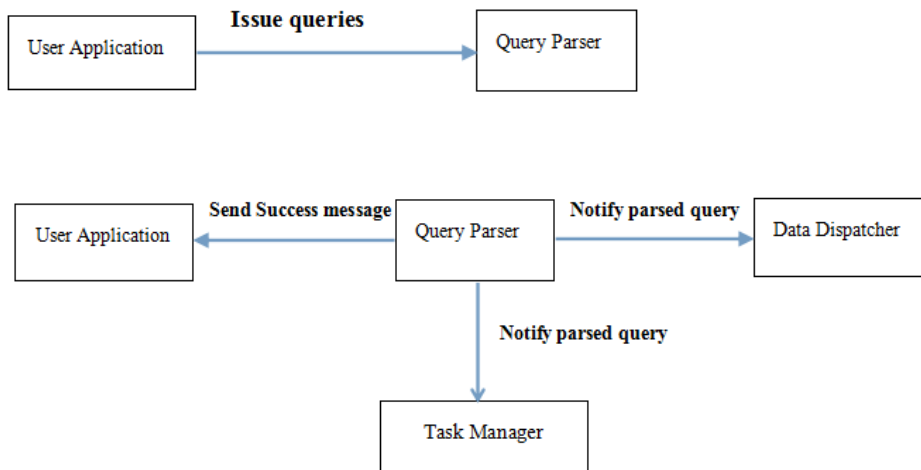 Issue queries
User Application
Query Parser
Send Success message
Notify parsed query
User Application
Query Parser
Data Dispatcher
Notify parsed query
Task Manager